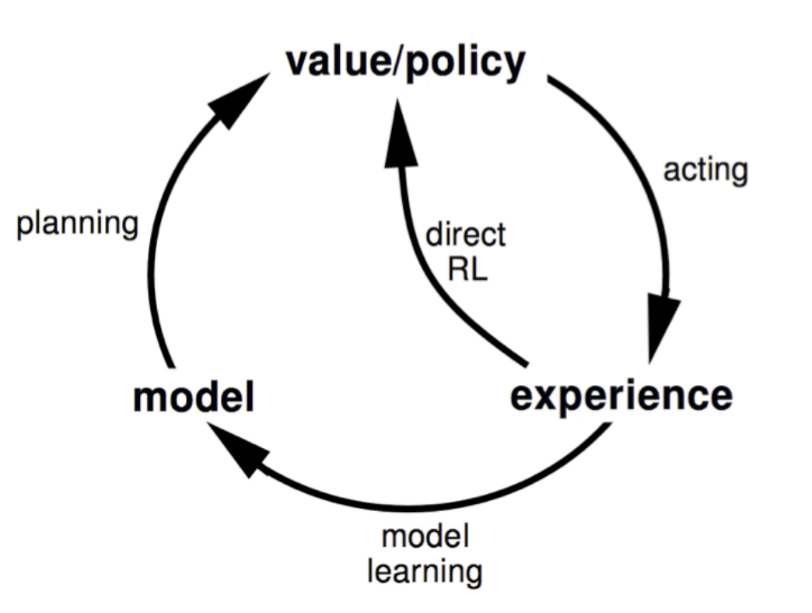 value/policy
acting
planning
direct
RL
model
experience
model
learning